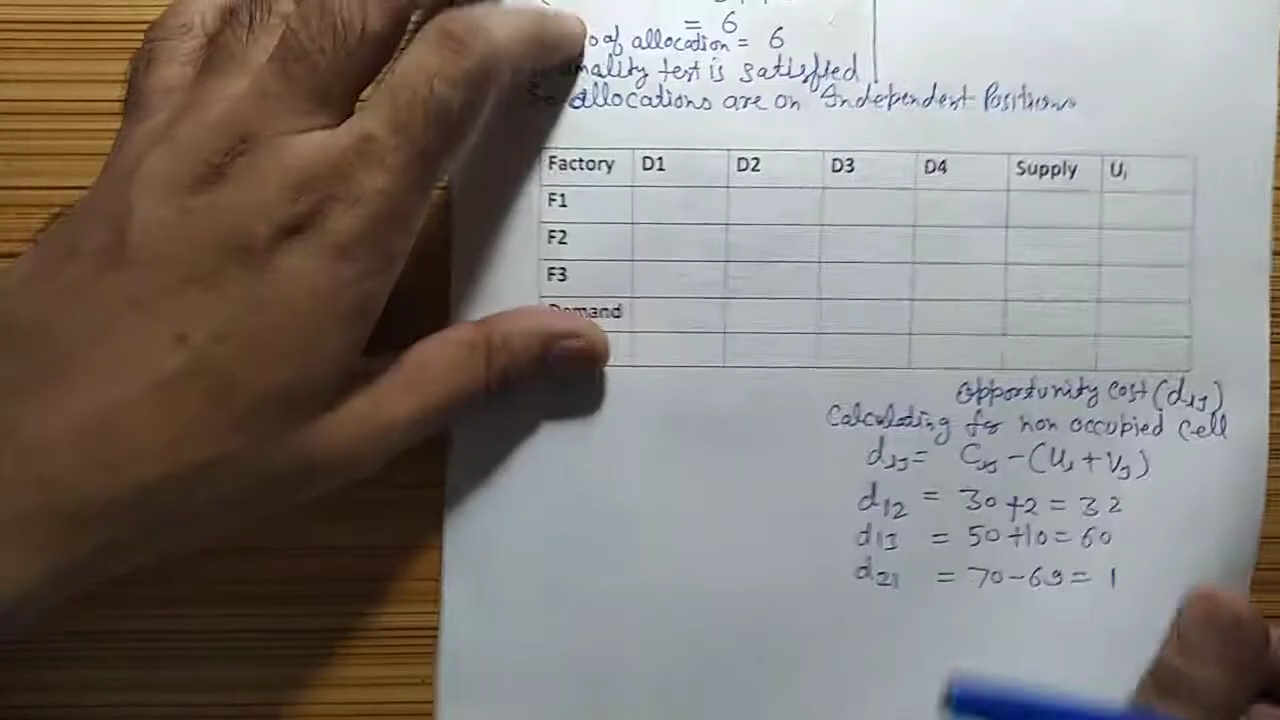 = 6
o of allocation = 6
mality test is satisfied
So allocations are on Independent Positions
Factory D1 D2 D3 D4 Supply Ui
F1
F2
F3
Demand
Opportunity cost (dij)
Calculating for non occupied Cell
dij = Cij - (Ui + Vj)
d12 = 30 + 2 = 32
d13 = 50 + 10 = 60
d21 = 70 - 69 = 1